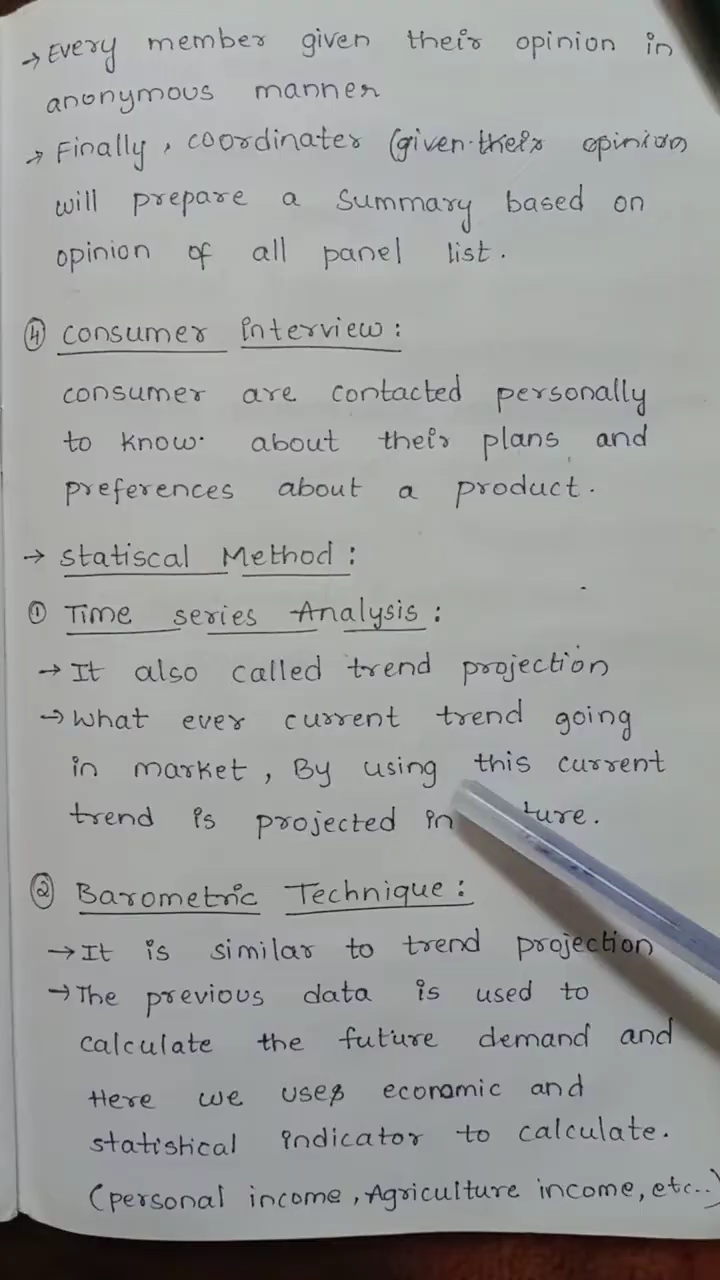 → Every member given their opinion in
anonymous manner
→ Finally, coordinater (given their opinion
will prepare a summary based on
opinion of all panel list.
④ consumer interview:
consumer are contacted personally
to know about their plans and
preferences about a product.
→ statiscal Method:
① Time series Analysis:
→ It also called trend projection
→ What ever current trend going
in market, By using this current
trend is projected in ture.
② Barometric Technique:
→ It is similar to trend projection
→ The previous data is used to
calculate the future demand and
Here we uses economic and
statistical indicator to calculate.
(personal income, Agriculture income, etc..)